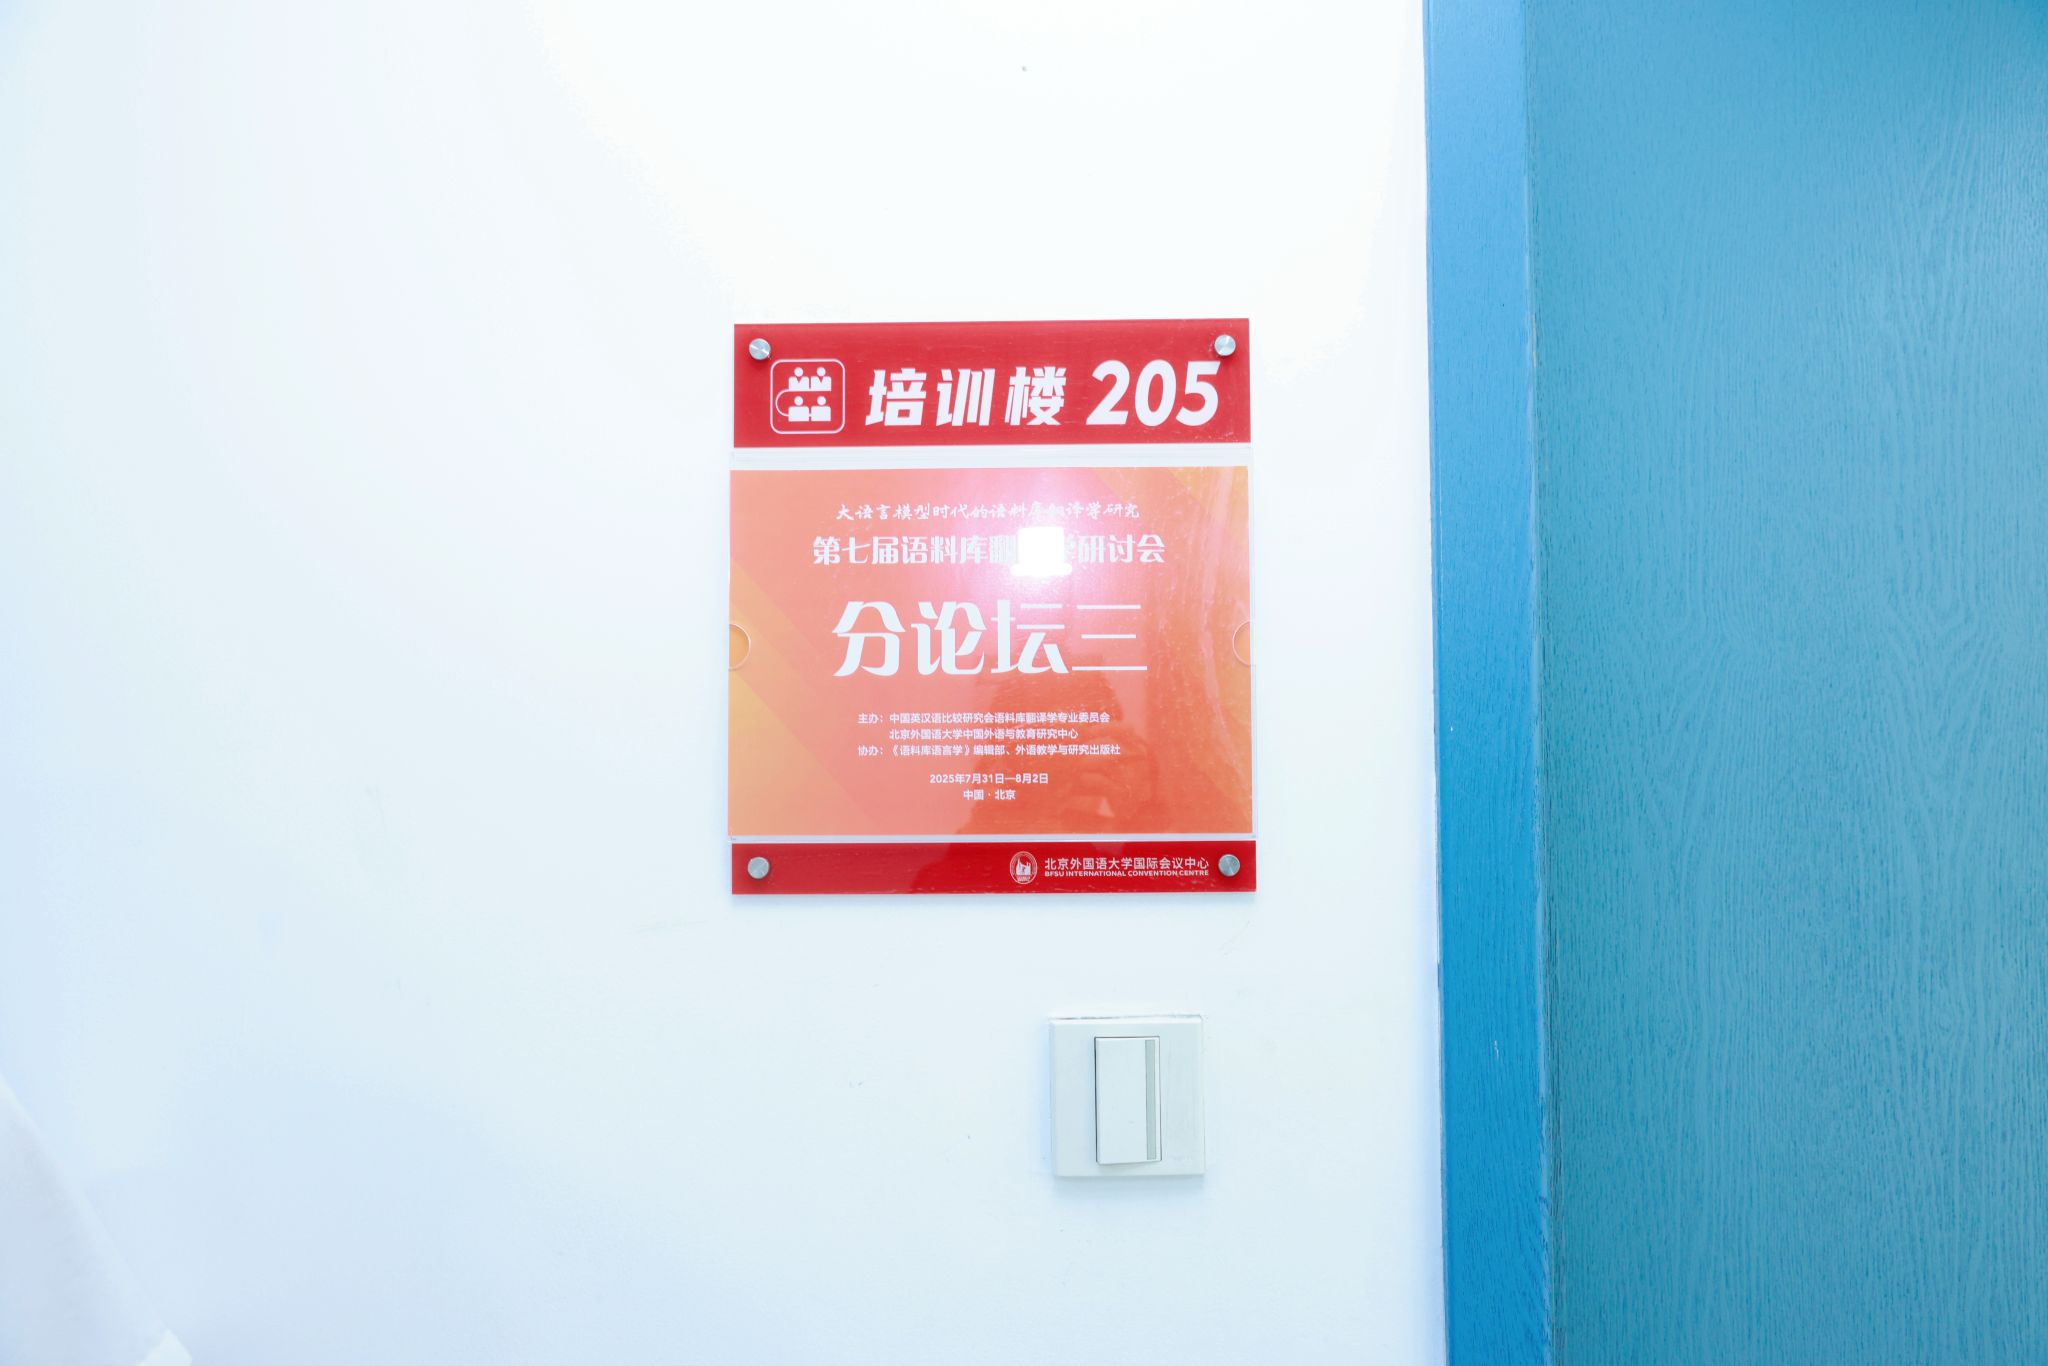 培训楼 205
大语言模型时代的语料库翻译学研究
第七届语料库翻学研讨会
分论坛三
主办：中国英汉语比较研究会语料库翻译学专业委员会
北京外国语大学中国外语与教育研究中心
协办：《语料库语言学》编辑部、外语教学与研究出版社
2025年7月31日—8月2日
中国·北京
北京外国语大学国际会议中心
BFSU INTERNATIONAL CONVENTION CENTRE